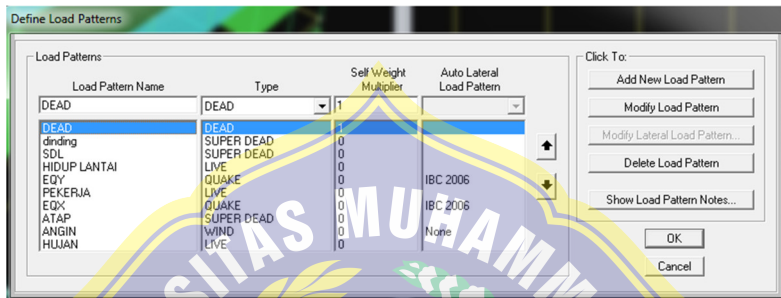 Define Load Patterns
Load Patterns
Click To:
Load Pattern Name Type Self Weight Multiplier Auto Lateral Load Pattern
DEAD DEAD 1
DEAD DEAD 1
dinding SUPER DEAD 0
SDL SUPER DEAD 0
HIDUP LANTAI LIVE 0
EQY QUAKE 0 IBC 2006
PEKERJA LIVE 0
EQX QUAKE 0 IBC 2006
ATAP SUPER DEAD 0
ANGIN WIND 0 None
HUJAN LIVE 0
Add New Load Pattern
Modify Load Pattern
Modify Lateral Load Pattern...
Delete Load Pattern
Show Load Pattern Notes...
OK
Cancel
SITAS MUHAMM